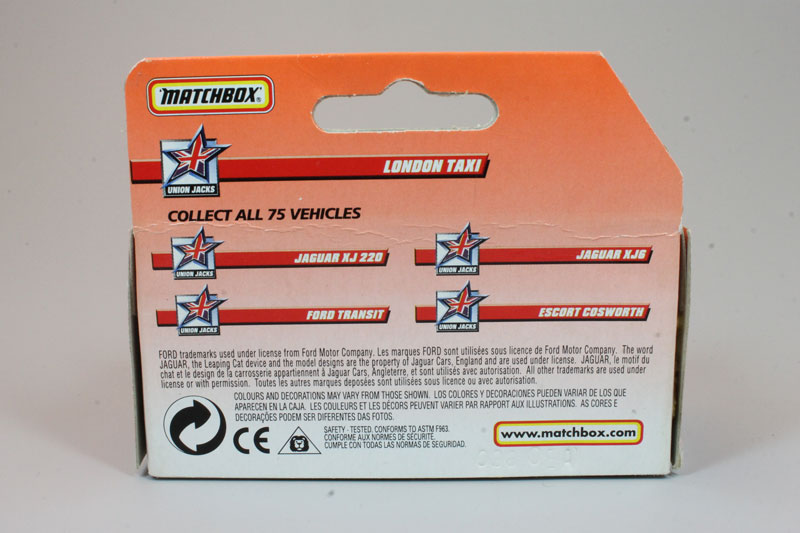 MATCHBOX®
UNION JACKS
LONDON TAXI
COLLECT ALL 75 VEHICLES
UNION JACKS
JAGUAR XJ 220
UNION JACKS
JAGUAR XJ6
UNION JACKS
FORD TRANSIT
UNION JACKS
ESCORT COSWORTH
FORD trademarks used under license from Ford Motor Company. Les marques FORD sont utilisées sous licence de Ford Motor Company. The word
JAGUAR, the Leaping Cat device and the model designs are the property of Jaguar Cars, England and are used under license. JAGUAR, le motif du
chat et le design de la carrosserie appartiennent à Jaguar Cars, Angleterre, et sont utilisés avec autorisation. All other trademarks are used under
license or with permission. Toutes les autres marques deposées sont utilisées sous licence ou avec autorisation.
COLOURS AND DECORATIONS MAY VARY FROM THOSE SHOWN. LOS COLORES Y DECORACIONES PUEDEN VARIAR DE LOS QUE
APARECEN EN LA CAJA. LES COULEURS ET LES DÉCORS PEUVENT VARIER PAR RAPPORT AUX ILLUSTRATIONS. AS CORES E
DECORAÇÕES PODEM SER DIFERENTES DAS FOTOS.
CE
SAFETY - TESTED. CONFORMS TO ASTM F963.
CONFORME AUX NORMES DE SECURITE.
CUMPLE CON TODAS LAS NORMAS DE SEGURIDAD.
www.matchbox.com